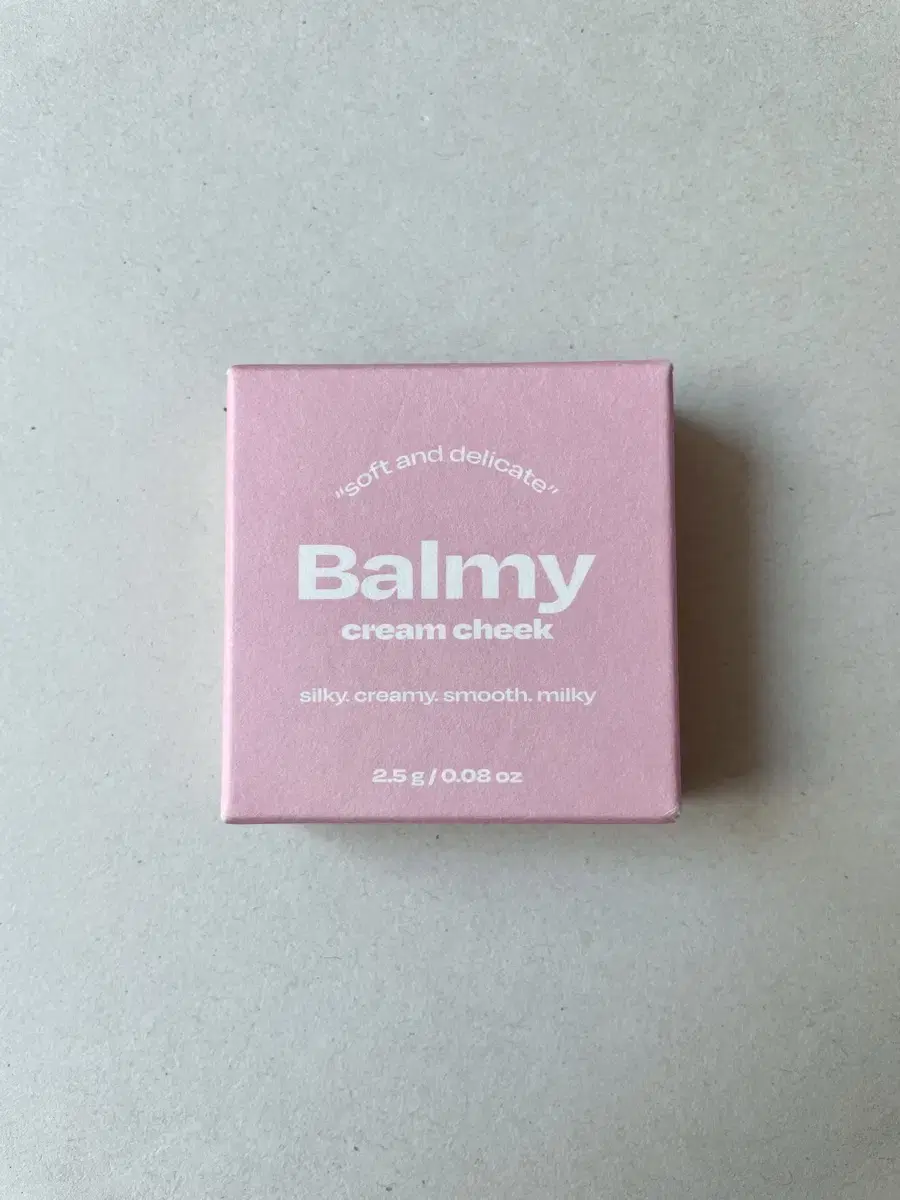 “soft and delicate”
Balmy
cream cheek
silky. creamy. smooth. milky
2.5 g / 0.08 oz